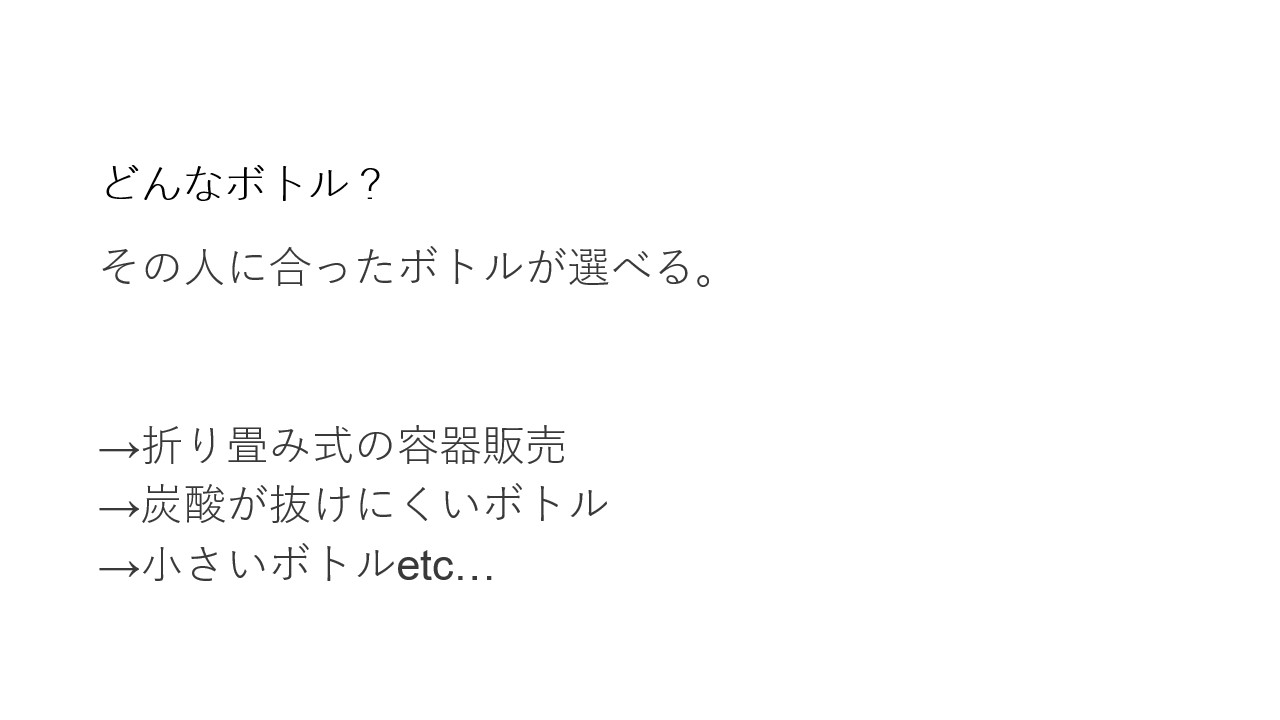 どんなボトル？
その人に合ったボトルが選べる。
→折り畳み式の容器販売
→炭酸が抜けにくいボトル
→小さいボトルetc…